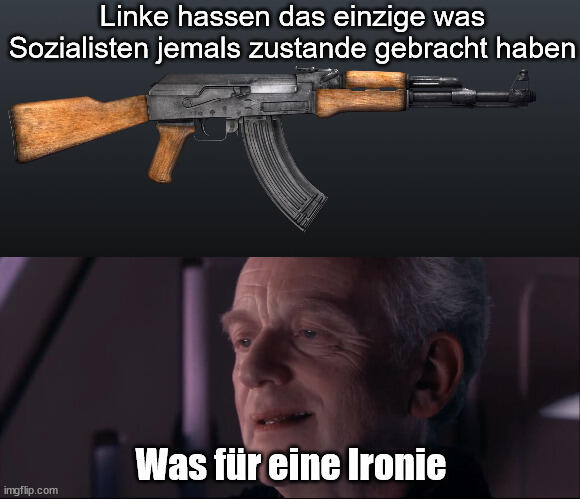 Linke hassen das einzige was
Sozialisten jemals zustande gebracht haben
Was für eine Ironie
imgflip.com